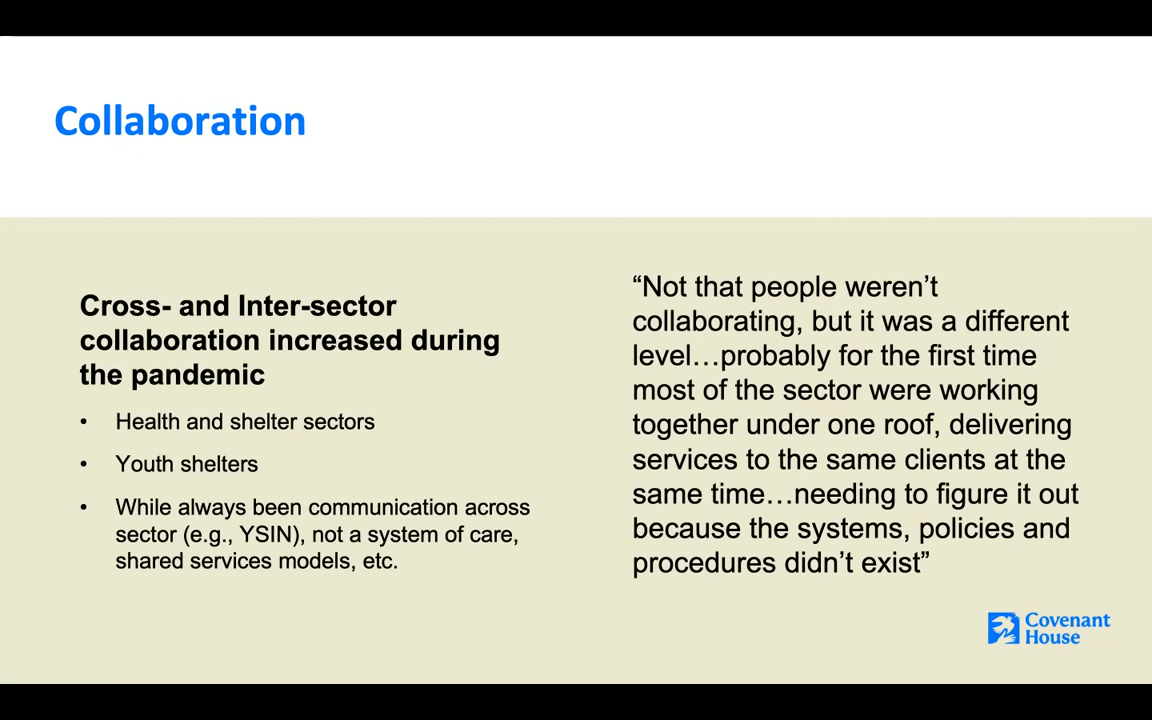 Collaboration
Cross- and Inter-sector
collaboration increased during
the pandemic
• Health and shelter sectors
• Youth shelters
• While always been communication across
sector (e.g., YSIN), not a system of care,
shared services models, etc.
“Not that people weren’t
collaborating, but it was a different
level…probably for the first time
most of the sector were working
together under one roof, delivering
services to the same clients at the
same time…needing to figure it out
because the systems, policies and
procedures didn’t exist”
Covenant
House